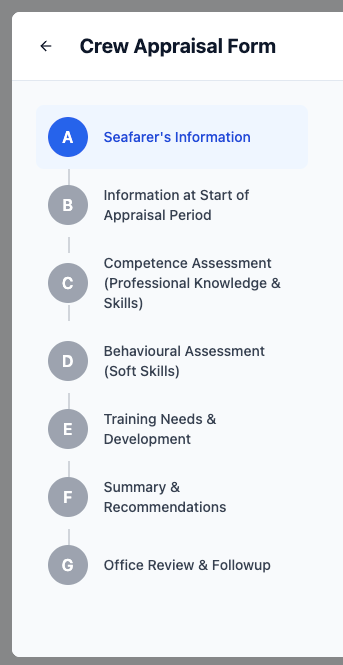 Crew Appraisal Form
A
Seafarer's Information
B
Information at Start of
Appraisal Period
C
Competence Assessment
(Professional Knowledge &
Skills)
D
Behavioural Assessment
(Soft Skills)
E
Training Needs &
Development
F
Summary &
Recommendations
G
Office Review & Followup